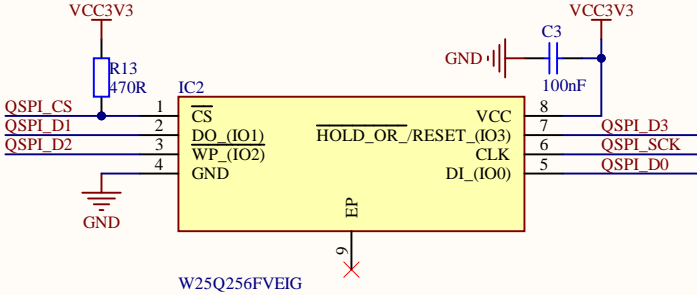 VCC3V3
VCC3V3
C3
GND
R13
470R
100nF
IC2
QSPI_CS
1
CS
VCC
8
QSPI_D1
2
DO_(IO1)
HOLD_OR_/RESET_(IO3)
7
QSPI_D3
QSPI_D2
3
WP_(IO2)
CLK
6
QSPI_SCK
4
GND
DI_(IO0)
5
QSPI_D0
GND
EP
9
W25Q256FVEIG